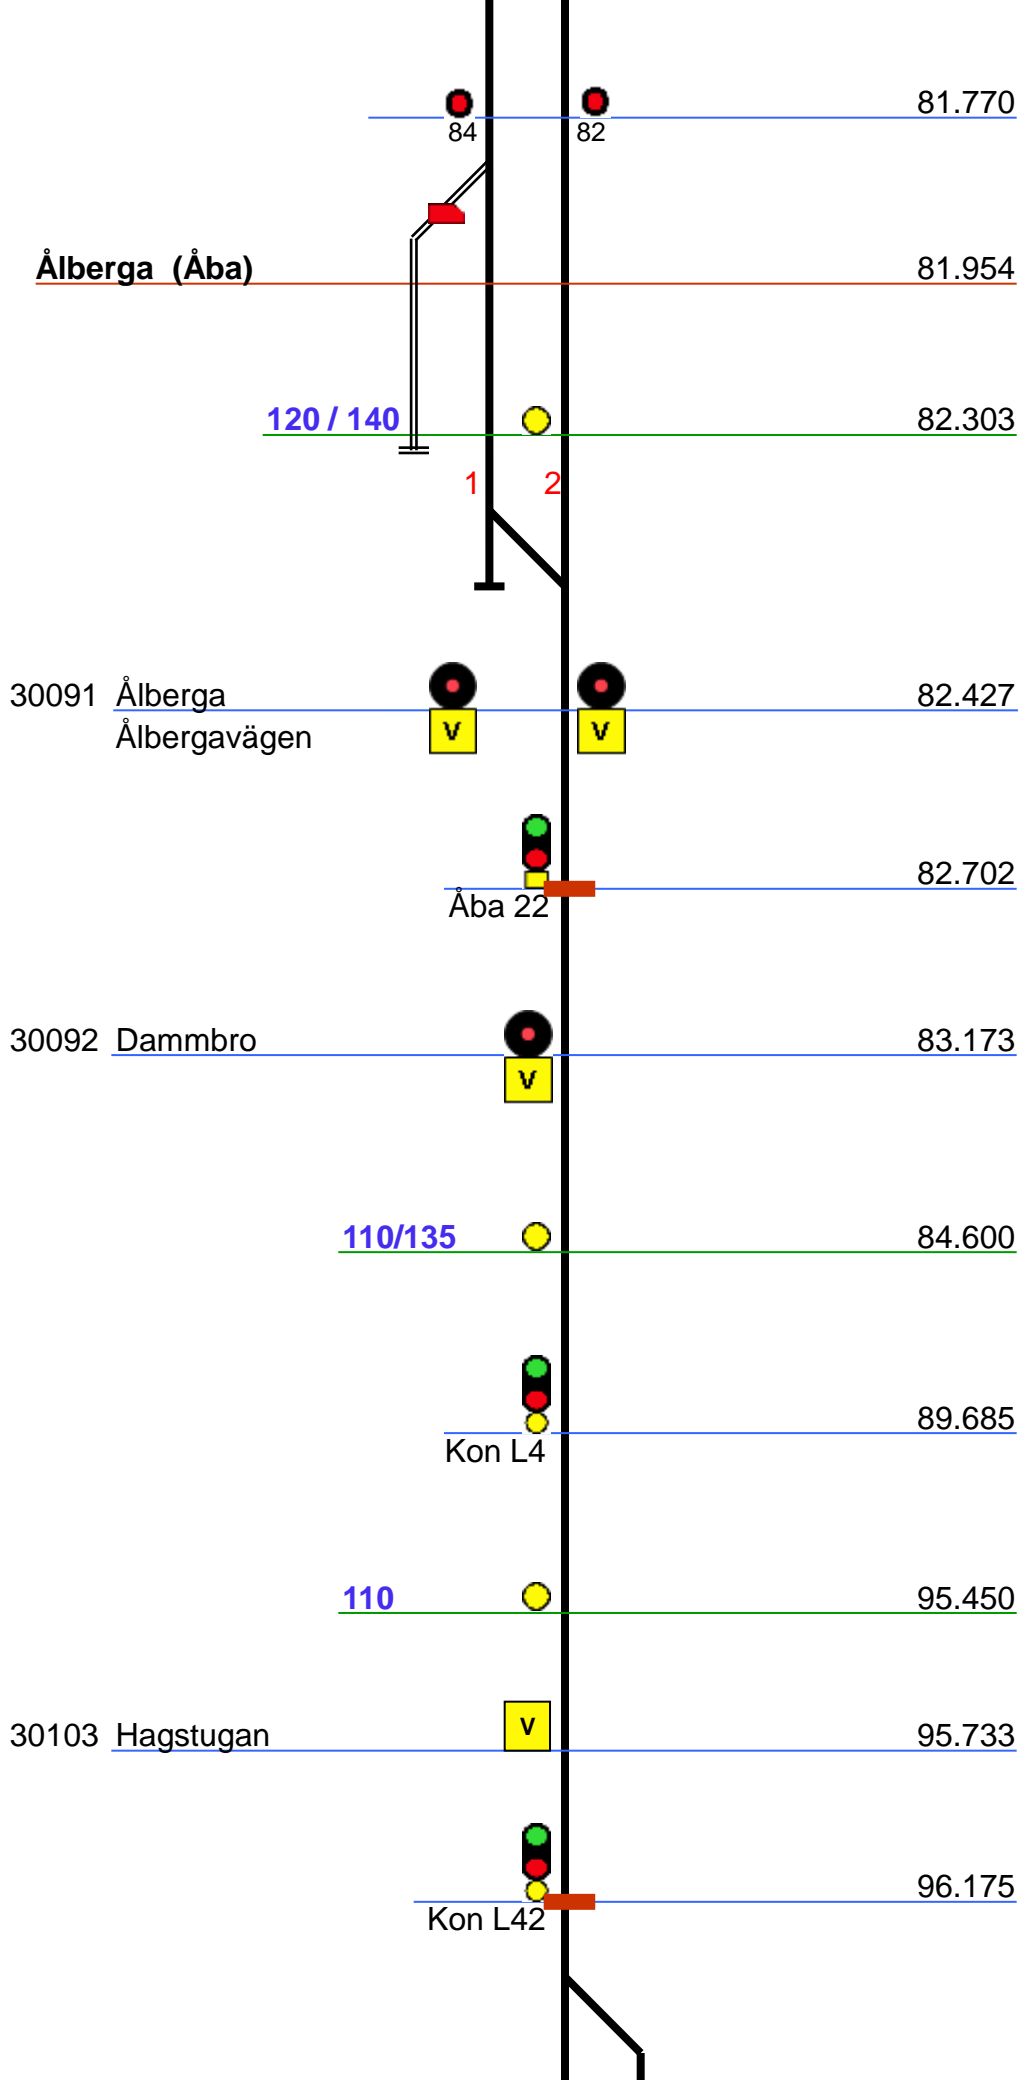 81.770
84 82
Ålberga (Åba) 81.954
120 / 140 82.303
1 2
30091 Ålberga 82.427
Ålbergavägen
V V
82.702
Åba 22
30092 Dammbro 83.173
V
110/135 84.600
89.685
Kon L4
110 95.450
V
30103 Hagstugan 95.733
96.175
Kon L42